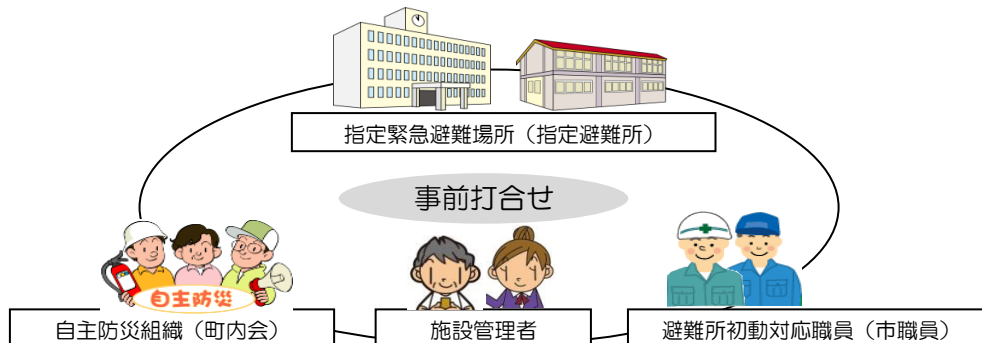 指定緊急避難場所（指定避難所）
事前打合せ
自主防災
自主防災組織（町内会）
施設管理者
避難所初動対応職員（市職員）